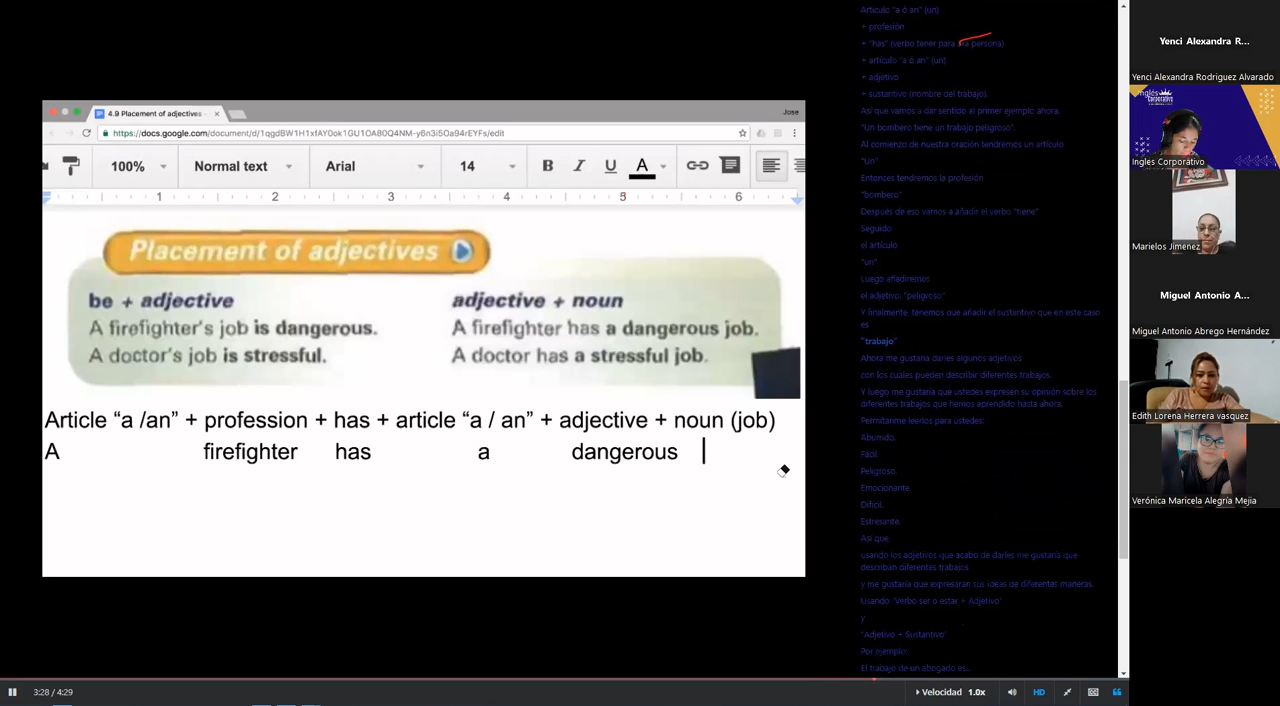 4.9 Placement of adjectives -
Jose
https://docs.google.com/document/d/1qgdBW1H1xfAY0ok1GU1OA80Q4NM-y6n3i5Oa94rEYFs/edit
100%
Normal text
Arial
14
B
I
U
A
1
2
3
4
5
6
Placement of adjectives
be + adjective
A firefighter's job is dangerous.
A doctor's job is stressful.
adjective + noun
A firefighter has a dangerous job.
A doctor has a stressful job.
Article “a /an” + profession + has + article “a / an” + adjective + noun (job)
A firefighter has a dangerous
3:28 / 4:29
Artículo "a ó an" (un)
+ profesión
+ "has" (verbo tener para 3ra persona)
+ artículo "a ó an" (un)
+ adjetivo
+ sustantivo (nombre del trabajo).
Así que vamos a dar sentido al primer ejemplo ahora.
"Un bombero tiene un trabajo peligroso".
Al comienzo de nuestra oración tendremos un artículo
"Un"
Entonces tendremos la profesión
"bombero"
Después de eso vamos a añadir el verbo "tiene"
Seguido
el artículo
"un"
Luego añadiremos
el adjetivo, "peligroso"
Y finalmente, tenemos que añadir el sustantivo que en este caso
es
"trabajo"
Ahora me gustaría darles algunos adjetivos
con los cuales pueden describir diferentes trabajos.
Y luego me gustaría que ustedes expresen su opinión sobre los
diferentes trabajos que hemos aprendido hasta ahora.
Permítanme leerlos para ustedes:
Aburrido.
Fácil.
Peligroso.
Emocionante.
Difícil.
Estresante.
Así que
usando los adjetivos que acabo de darles me gustaría que
describan diferentes trabajos
y me gustaría que expresaran sus ideas de diferentes maneras.
Usando "Verbo ser o estar + Adjetivo"
y
"Adjetivo + Sustantivo"
Por ejemplo:
El trabajo de un abogado es...
Velocidad 1.0x
HD
Yenci Alexandra R...
Yenci Alexandra Rodriguez Alvarado
Inglés
Corporativo
Ingles Corporativo
Marielos Jimenez
Miguel Antonio A...
Miguel Antonio Abrego Hernández
Edith Lorena Herrera vasquez
Verónica Maricela Alegría Mejia